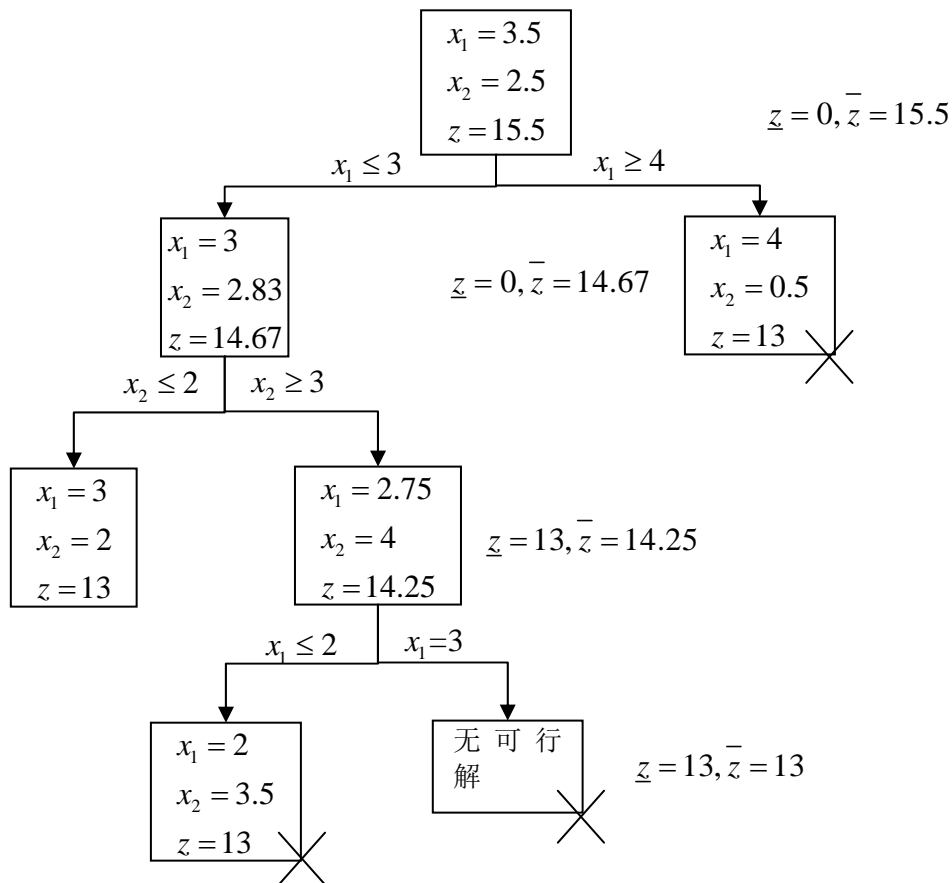 x₁ = 3.5
x₂ = 2.5
z = 15.5
z̲ = 0, z̅ = 15.5
x₁ ≤ 3
x₁ ≥ 4
x₁ = 3
x₂ = 2.83
z = 14.67
z̲ = 0, z̅ = 14.67
x₁ = 4
x₂ = 0.5
z = 13
x₂ ≤ 2
x₂ ≥ 3
x₁ = 3
x₂ = 2
z = 13
x₁ = 2.75
x₂ = 4
z = 14.25
z̲ = 13, z̅ = 14.25
x₁ ≤ 2
x₁=3
x₁ = 2
x₂ = 3.5
z = 13
无可行
解
z̲ = 13, z̅ = 13